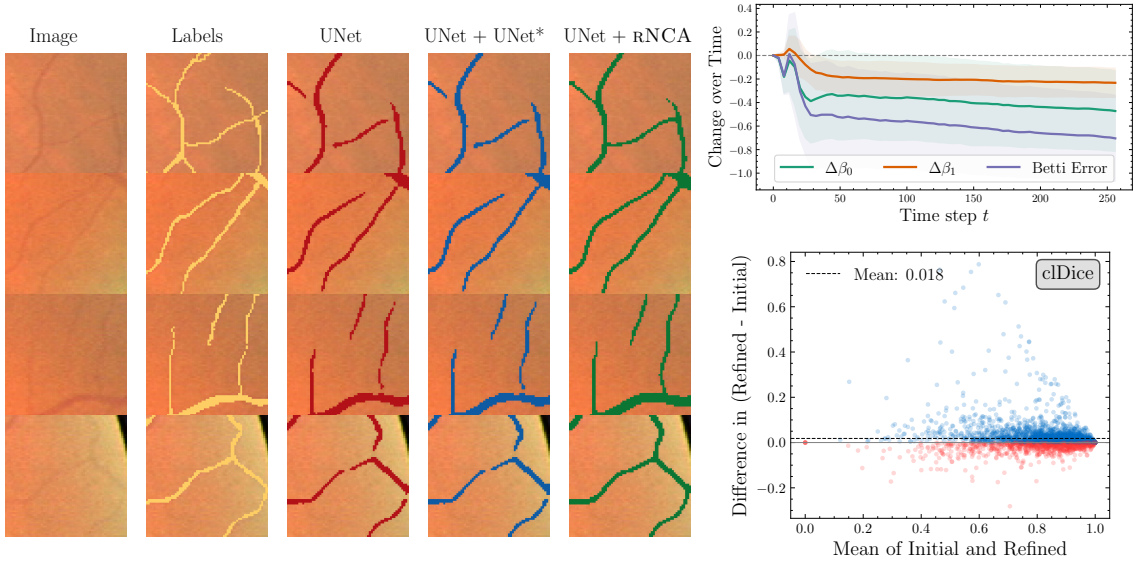 Image
Labels
UNet
UNet + UNet*
UNet + rNCA
Change over Time
0.4
0.2
0.0
−0.2
−0.4
−0.6
−0.8
−1.0
Δβ0
Δβ1
Betti Error
0
50
100
150
200
250
Time step t
Difference in (Refined - Initial)
0.8
0.6
0.4
0.2
0.0
−0.2
Mean: 0.018
clDice
0.0
0.2
0.4
0.6
0.8
1.0
Mean of Initial and Refined